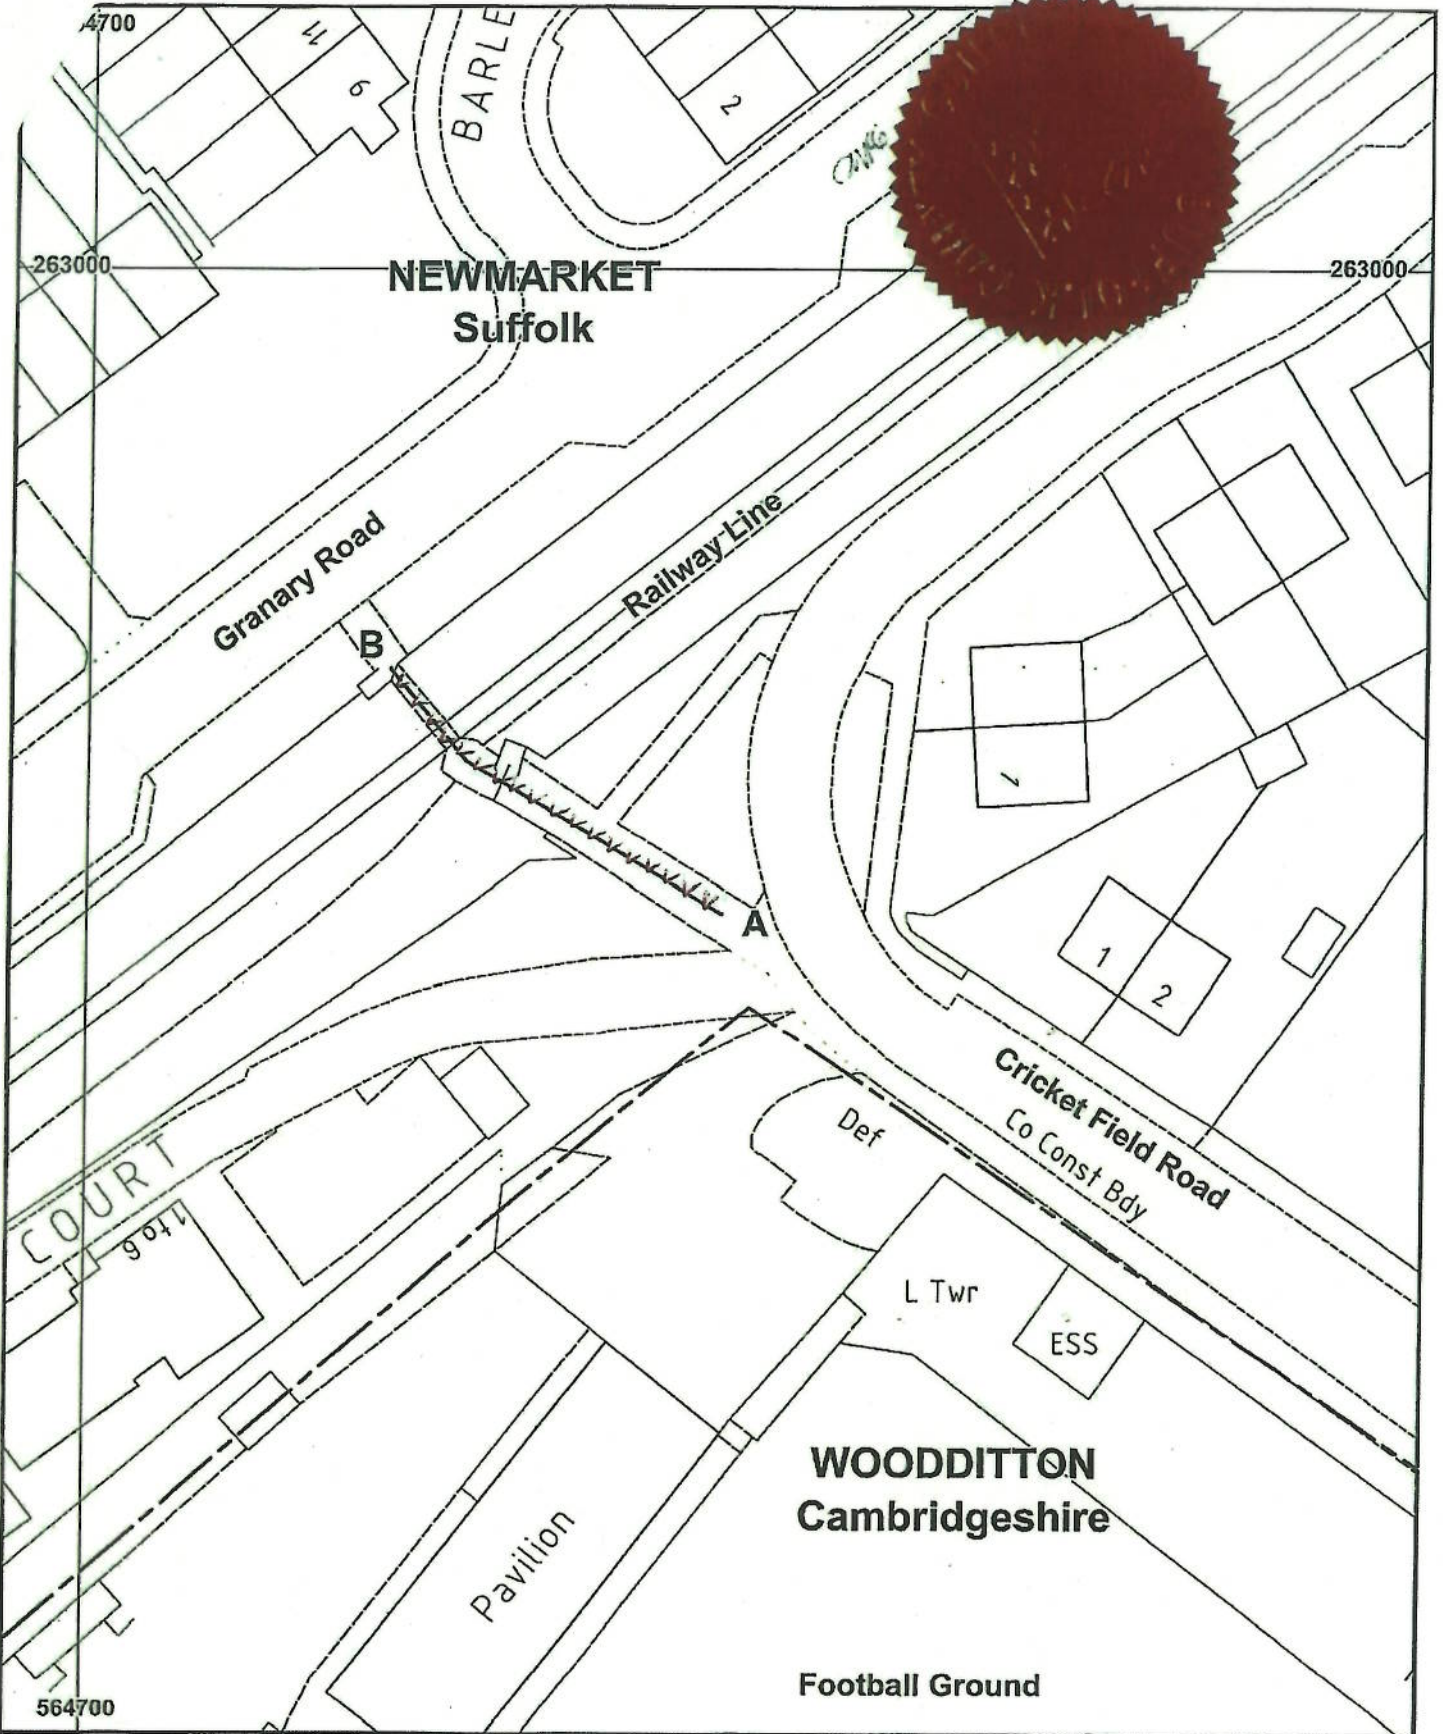 4700
11
9
BARLE
2
263000
NEWMARKET
263000
Suffolk
Granary Road
Railway Line
B
1
A
1
2
Cricket Field Road
Co Const Bdy
Def
COURT
1 to 6
L Twr
ESS
WOODDITTON
Cambridgeshire
Pavilion
Football Ground
564700